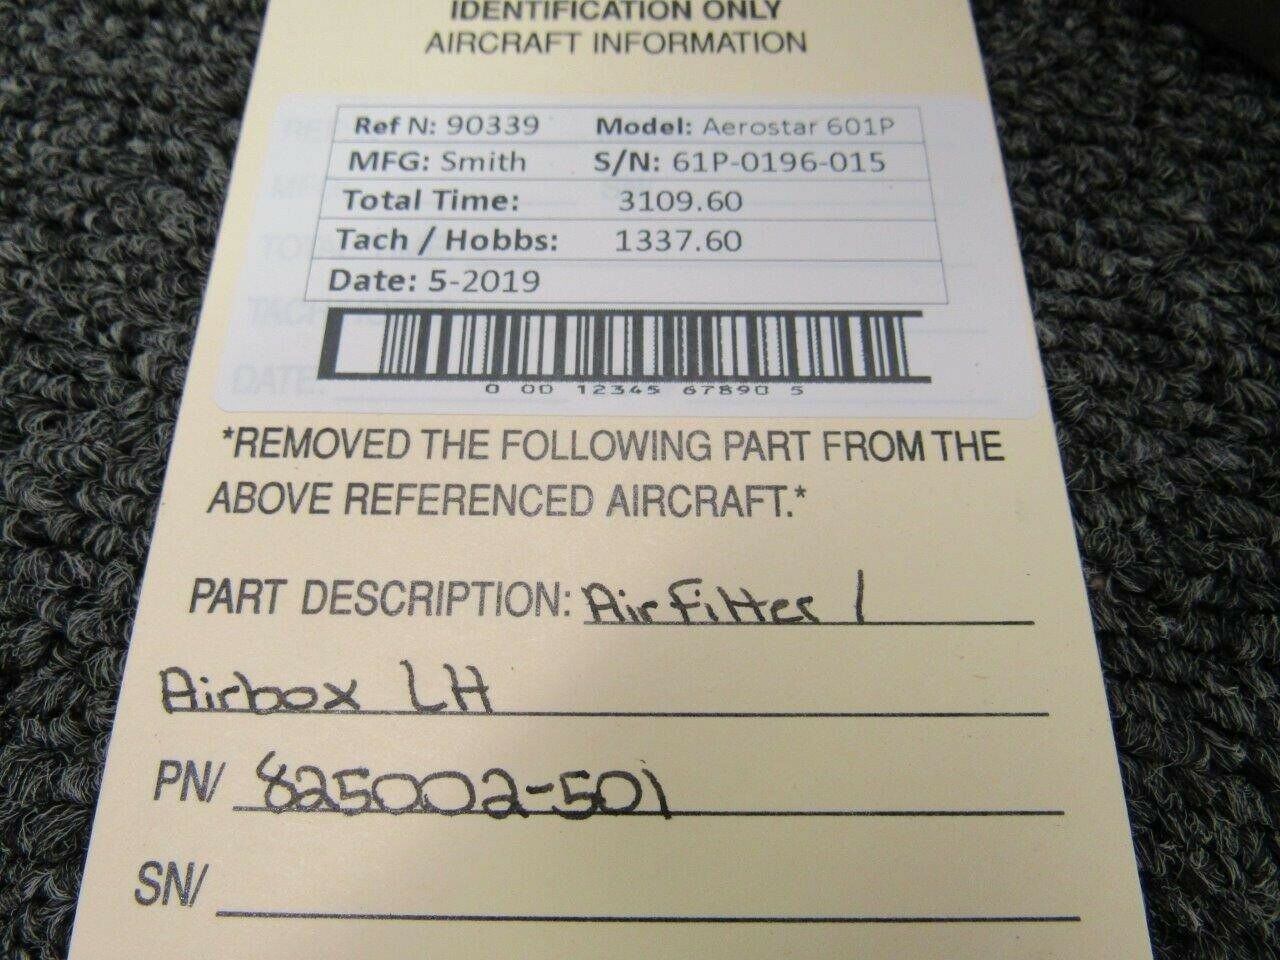 IDENTIFICATION ONLY
AIRCRAFT INFORMATION
Ref N: 90339 Model: Aerostar 601P
MFG: Smith S/N: 61P-0196-015
Total Time: 3109.60
Tach / Hobbs: 1337.60
Date: 5-2019
0 00 12345 67890 5
*REMOVED THE FOLLOWING PART FROM THE
ABOVE REFERENCED AIRCRAFT.*
PART DESCRIPTION: Air Filter /
Airbox LH
PN/ 825002-501
SN/